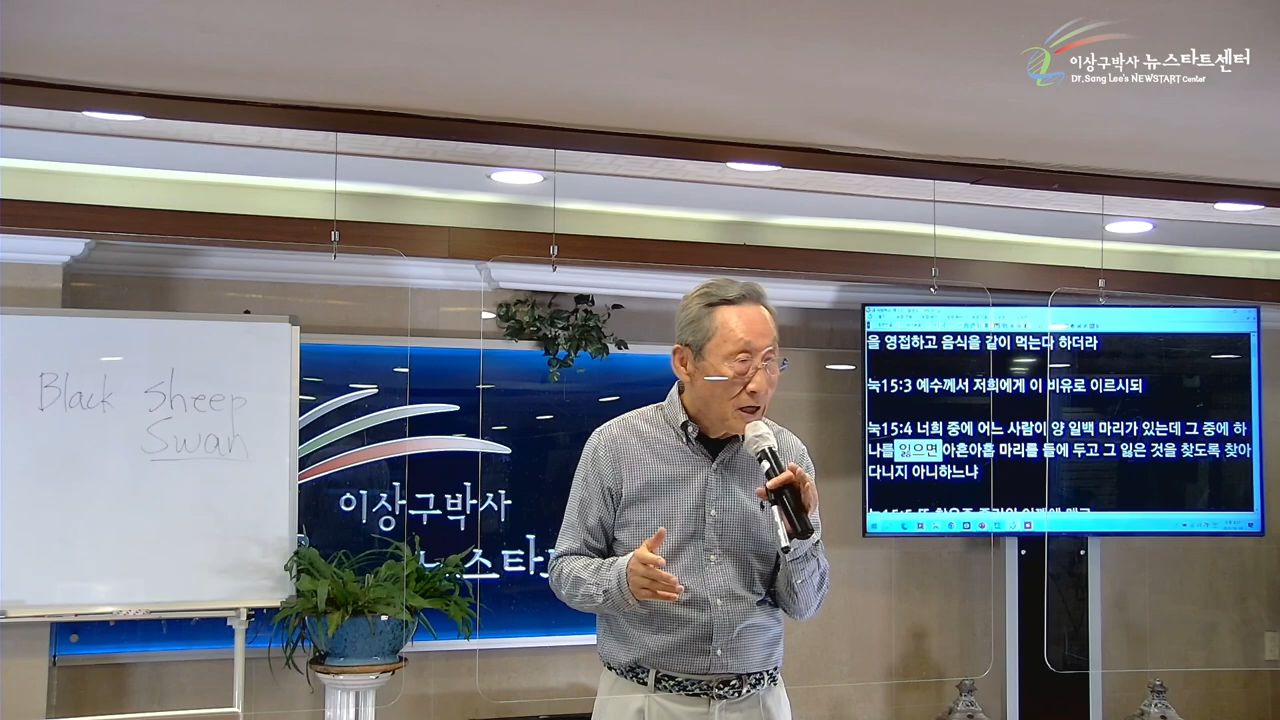 이상구박사 뉴스타트센터
Dr.Sang Lee's NEWSTART Center
Black Sheep
Swan
이상구박사
뉴스타
을 영접하고 음식을 같이 먹는다 하더라
눅15:3 예수께서 저희에게 이 비유로 이르시되
눅15:4 너희 중에 어느 사람이 양 일백 마리가 있는데 그 중에 하
나를 잃으면 아흔아홉 마리를 들에 두고 그 잃은 것을 찾도록 찾아
다니지 아니하느냐